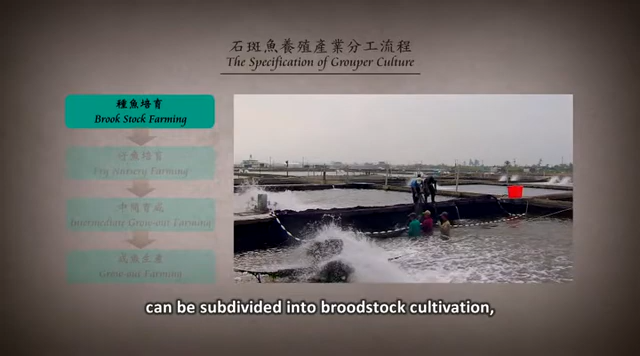 石斑魚養殖產業分工流程
The Specification of Grouper Culture
種魚培育
Brook Stock Farming
仔魚培育
Fry Nursery Farming
中間育成
Intermediate Grow-out Farming
成魚生產
Grow-out Farming
can be subdivided into broodstock cultivation,